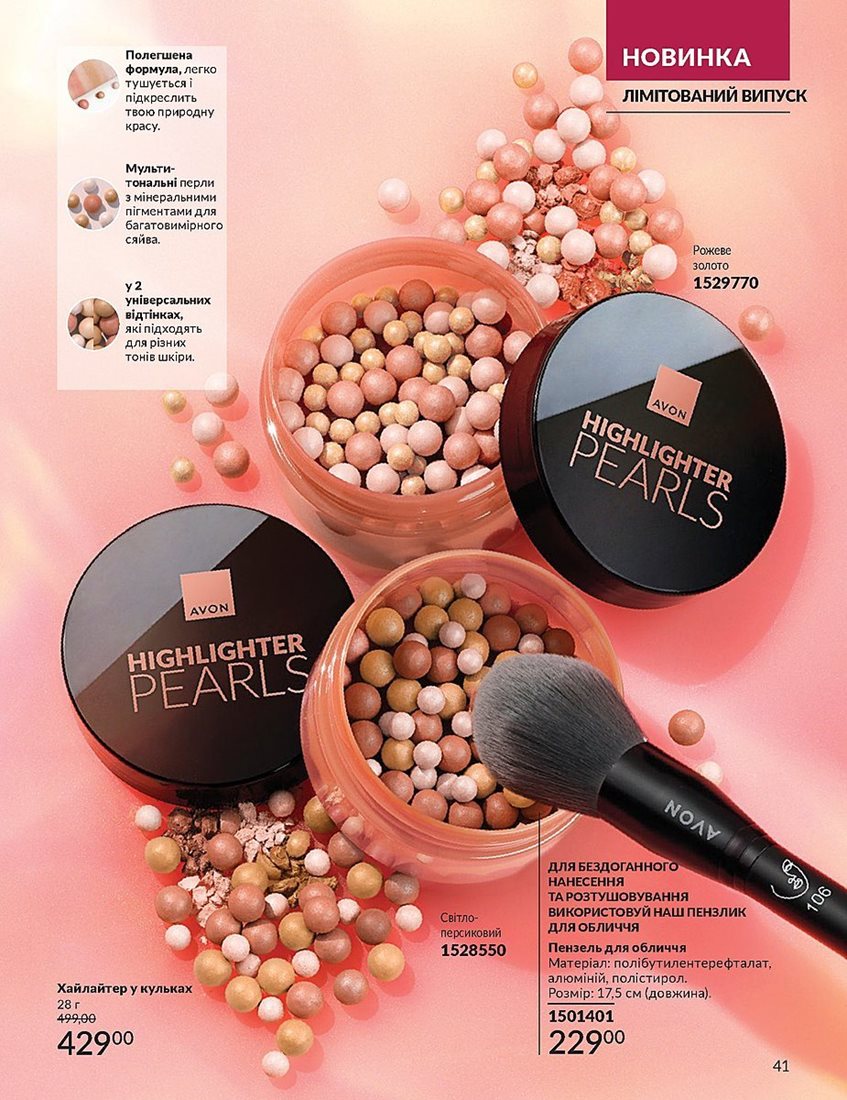 НОВИНКА
ЛІМІТОВАНИЙ ВИПУСК
Полегшена
формула, легко
тушується і
підкреслить
твою природну
красу.
Мульти-
тональні перли
з мінеральними
пігментами для
багатовимірного
сяйва.
у 2
універсальних
відтінках,
які підходять
для різних
тонів шкіри.
Рожеве
золото
1529770
AVON
HIGHLIGHTER
PEARLS
AVON
HIGHLIGHTER
PEARLS
AVON
106
Світло-
персиковий
1528550
ДЛЯ БЕЗДОГАННОГО
НАНЕСЕННЯ
ТА РОЗТУШОВУВАННЯ
ВИКОРИСТОВУЙ НАШ ПЕНЗЛИК
ДЛЯ ОБЛИЧЧЯ
Пензель для обличчя
Матеріал: полібутилентерефталат,
алюміній, полістирол.
Розмір: 17,5 см (довжина).
1501401
22900
Хайлайтер у кульках
28 г
499,00
42900
41